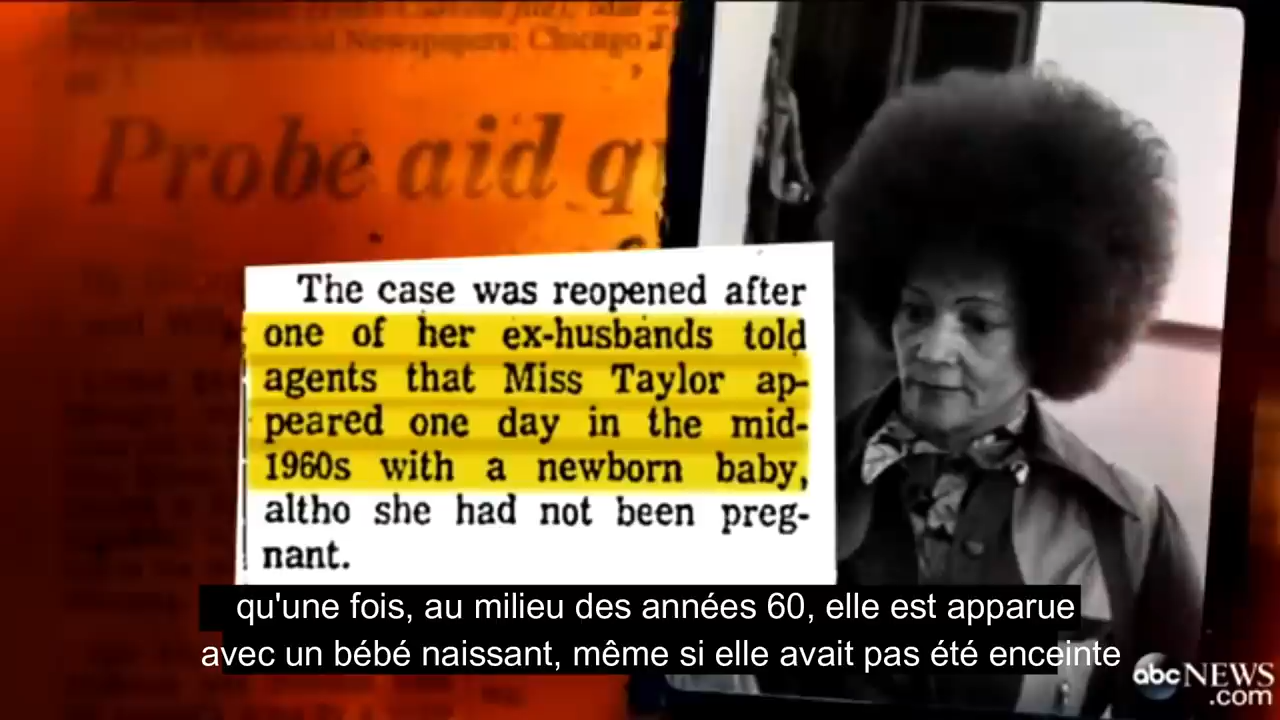 President
Newspapers: Chicago
Probe aid
The case was reopened after
one of her ex-husbands told
agents that Miss Taylor ap-
peared one day in the mid-
1960s with a newborn baby,
altho she had not been preg-
nant.
qu'une fois, au milieu des années 60, elle est apparue
avec un bébé naissant, même si elle avait pas été enceinte
abc NEWS
.com